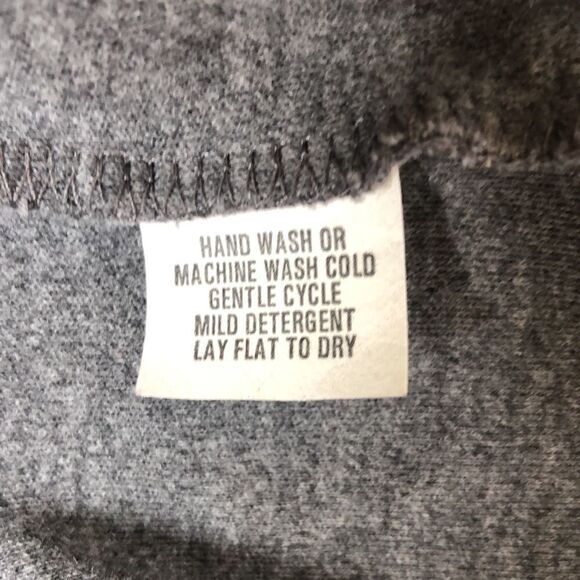 HAND WASH OR
MACHINE WASH COLD
GENTLE CYCLE
MILD DETERGENT
LAY FLAT TO DRY